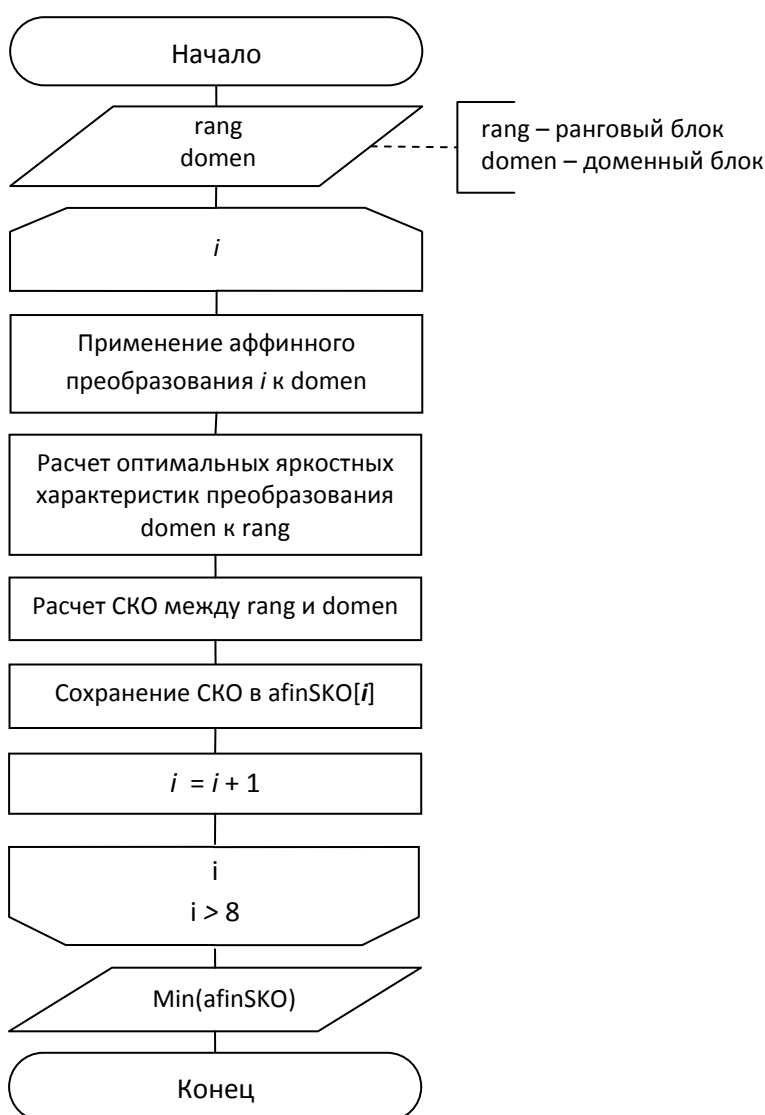 Начало
rang
domen
rang – ранговый блок
domen – доменный блок
i
Применение аффинного
преобразования i к domen
Расчет оптимальных яркостных
характеристик преобразования
domen к rang
Расчет СКО между rang и domen
Сохранение СКО в afinSKO[i]
i = i + 1
i
i > 8
Min(afinSKO)
Конец